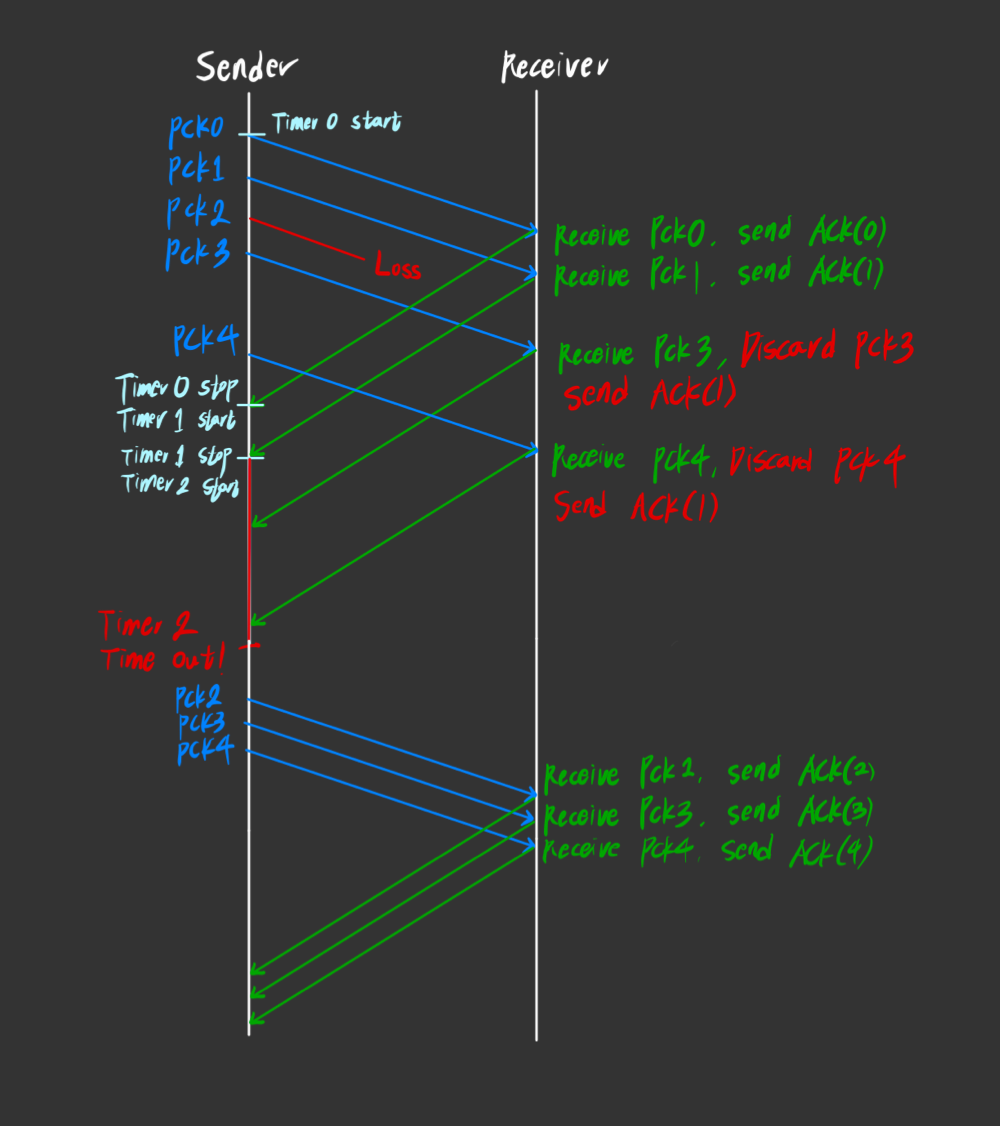 Sender
Receiver
Pck0
Timer 0 start
Pck1
Pck2
Pck3
Loss
Receive Pck0, send ACK(0)
Receive Pck1, send ACK(1)
Pck4
Receive Pck3, Discard Pck3
send ACK(1)
Timer 0 stop
Timer 1 start
Timer 1 stop
Timer 2 start
Receive Pck4, Discard Pck4
Send ACK(1)
Timer 2
Time out!
Pck2
Pck3
Pck4
Receive Pck2, send ACK(2)
Receive Pck3, send ACK(3)
Receive Pck4, send ACK(4)